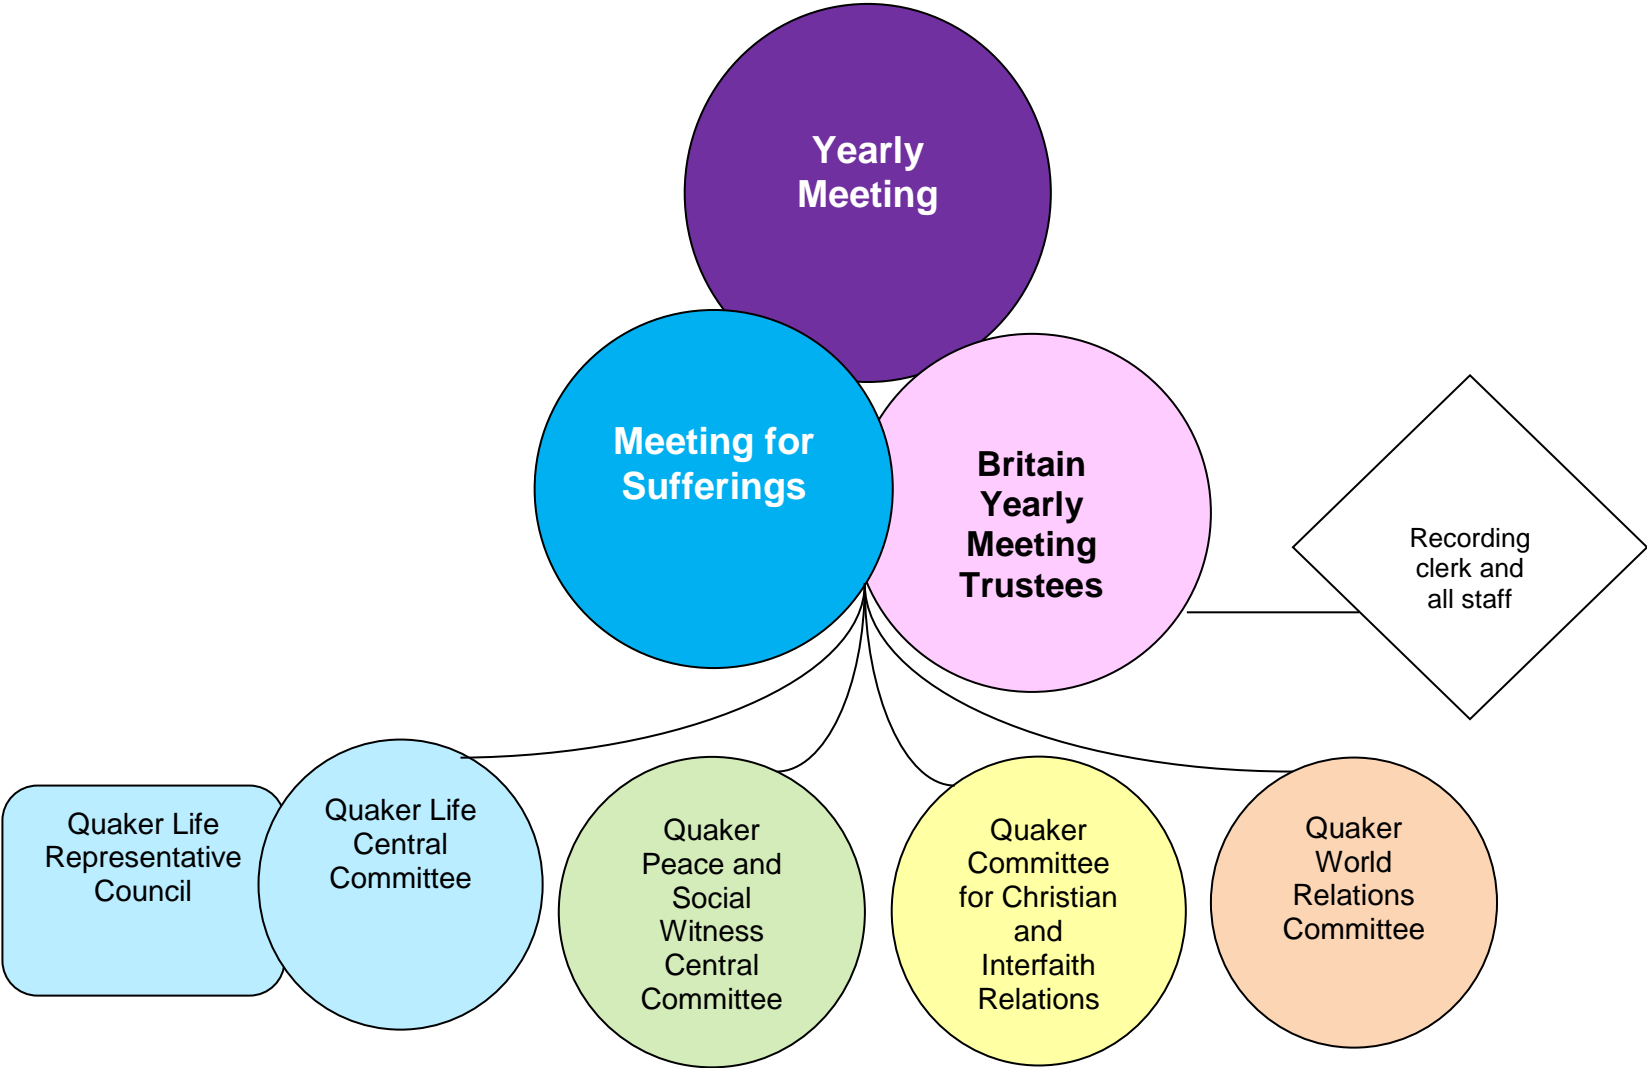 Yearly
Meeting
Meeting for
Sufferings
Britain
Yearly
Meeting
Trustees
Recording
clerk and
all staff
Quaker Life
Representative
Council
Quaker Life
Central
Committee
Quaker
Peace and
Social
Witness
Central
Committee
Quaker
Committee
for Christian
and
Interfaith
Relations
Quaker
World
Relations
Committee